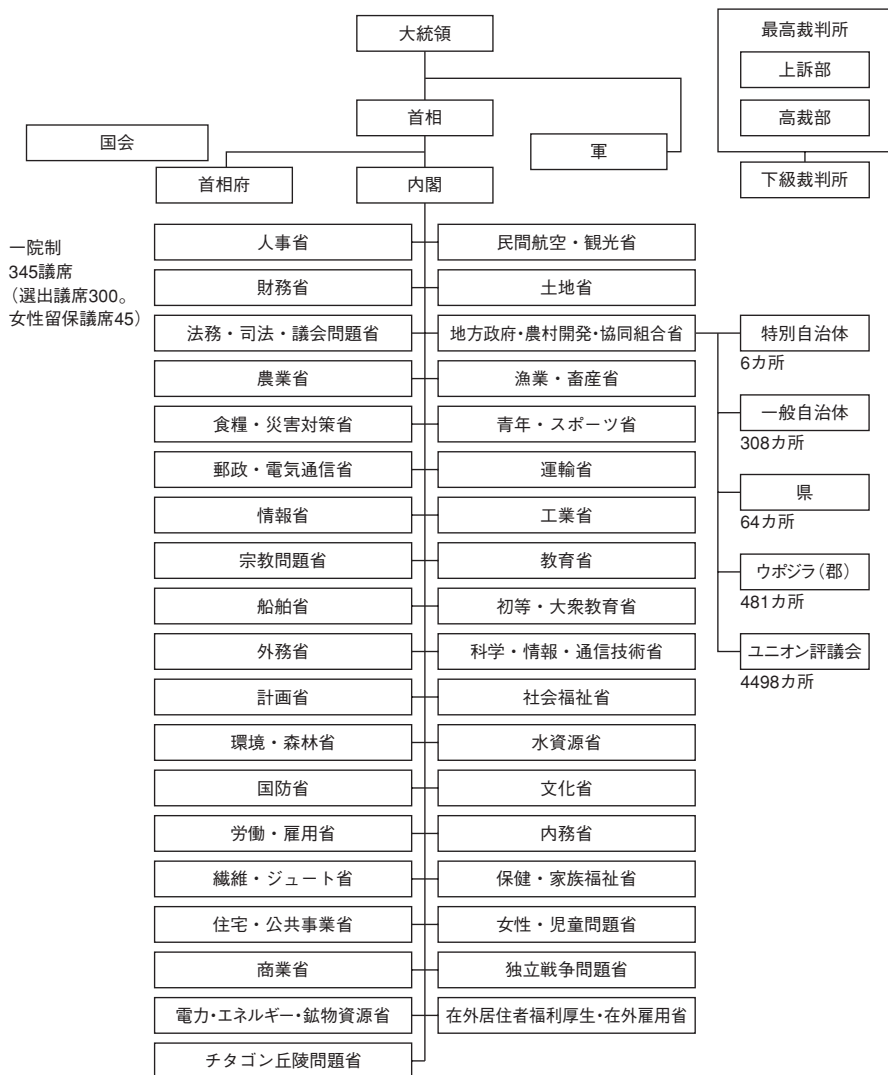 大統領
首相
国会
軍
首相府
内閣
最高裁判所
上訴部
高裁部
下級裁判所
一院制
345議席
（選出議席300。
女性留保議席45）
人事省
民間航空・観光省
財務省
土地省
法務・司法・議会問題省
地方政府・農村開発・協同組合省
農業省
漁業・畜産省
食糧・災害対策省
青年・スポーツ省
郵政・電気通信省
運輸省
情報省
工業省
宗教問題省
教育省
船舶省
初等・大衆教育省
外務省
科学・情報・通信技術省
計画省
社会福祉省
環境・森林省
水資源省
国防省
文化省
労働・雇用省
内務省
繊維・ジュート省
保健・家族福祉省
住宅・公共事業省
女性・児童問題省
商業省
独立戦争問題省
電力・エネルギー・鉱物資源省
在外居住者福利厚生・在外雇用省
チタゴン丘陵問題省
特別自治体
6カ所
一般自治体
308カ所
県
64カ所
ウポジラ（郡）
481カ所
ユニオン評議会
4498カ所